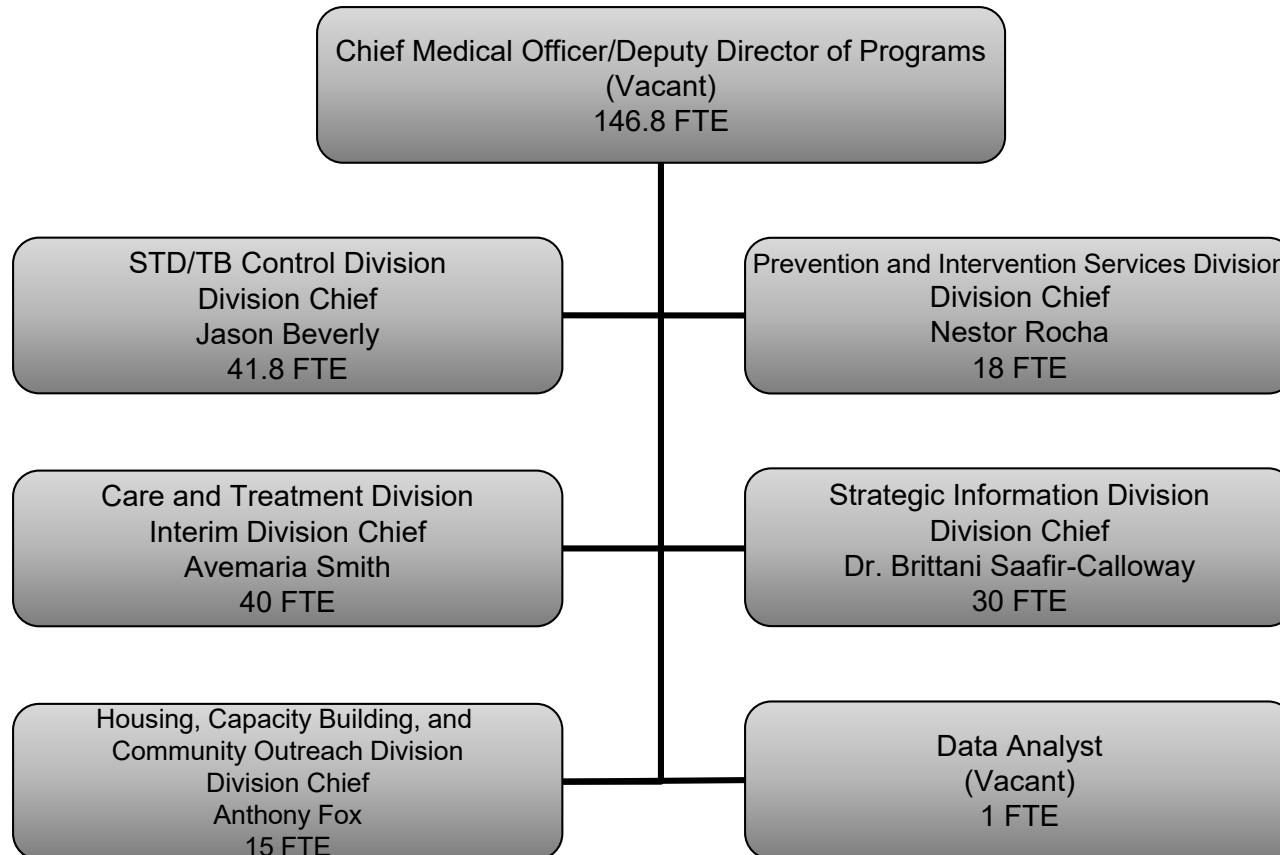 Chief Medical Officer/Deputy Director of Programs
(Vacant)
146.8 FTE
STD/TB Control Division
Division Chief
Jason Beverly
41.8 FTE
Prevention and Intervention Services Division
Division Chief
Nestor Rocha
18 FTE
Care and Treatment Division
Interim Division Chief
Avemaria Smith
40 FTE
Strategic Information Division
Division Chief
Dr. Brittani Saafir-Calloway
30 FTE
Housing, Capacity Building, and
Community Outreach Division
Division Chief
Anthony Fox
15 FTE
Data Analyst
(Vacant)
1 FTE